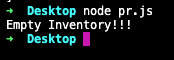 ➜ Desktop node pr.js
Empty Inventory!!!
➜ Desktop